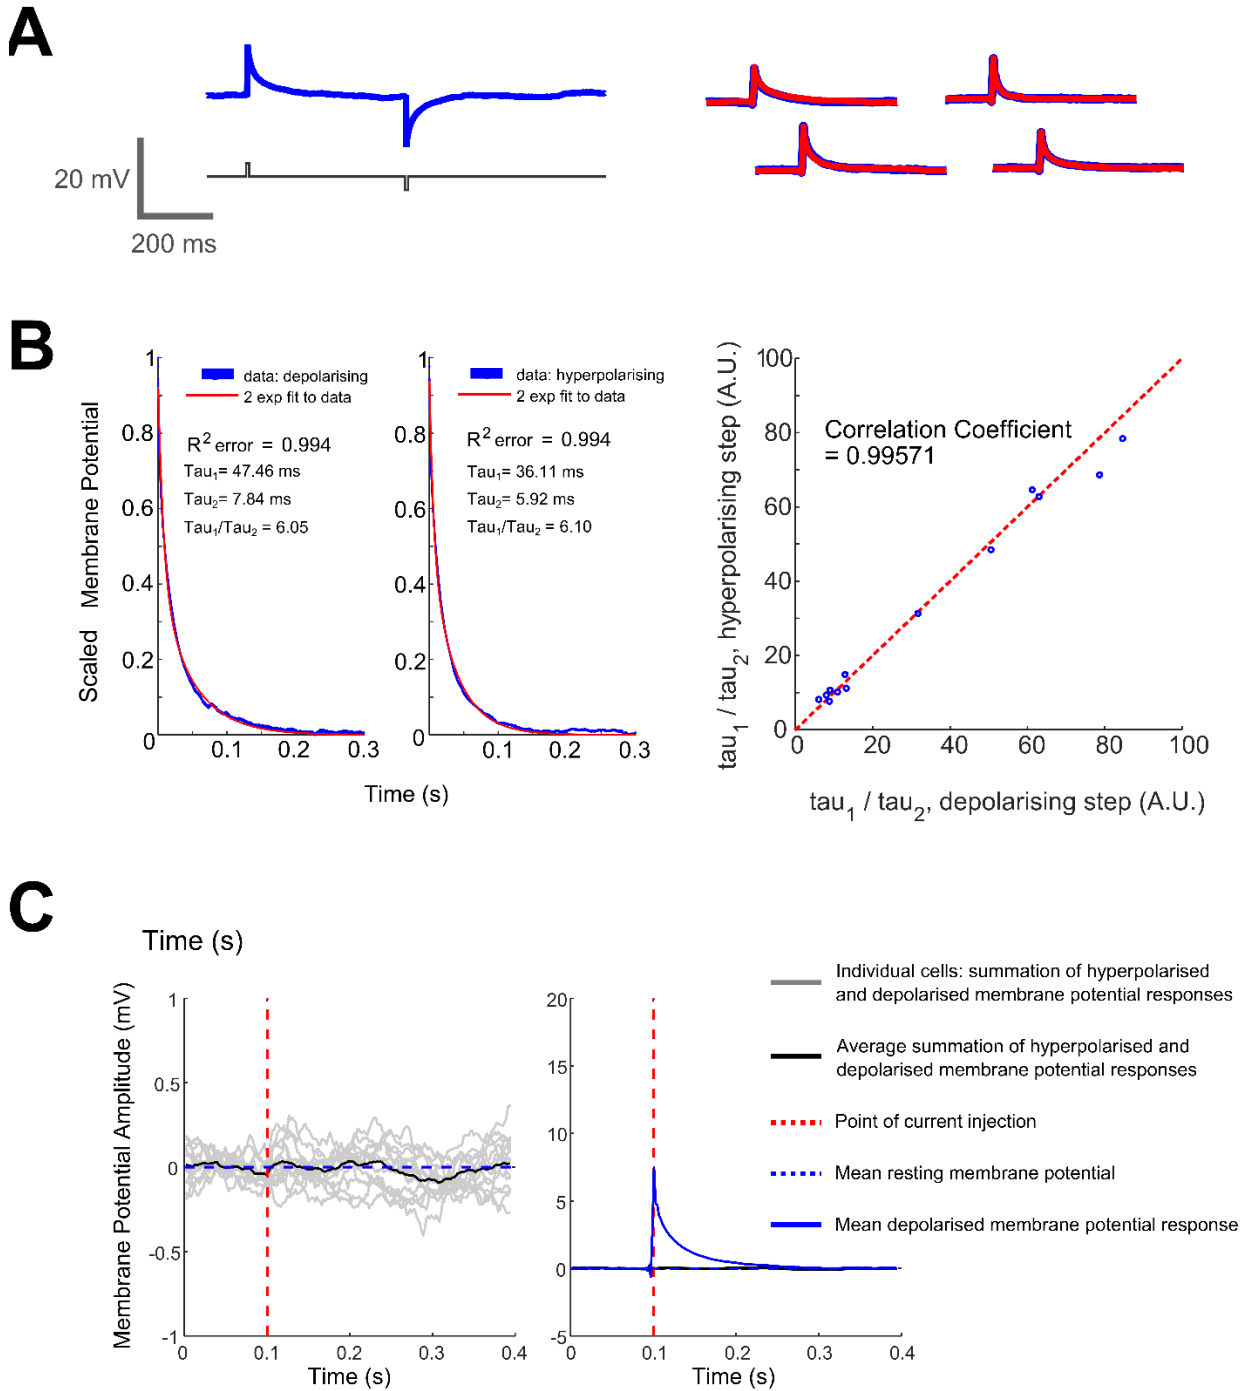 A
20 mV
200 ms
B
Scaled Membrane Potential
1
0.8
0.6
0.4
0.2
0
0.1
0.2
0.3
data: depolarising
2 exp fit to data
R² error = 0.994
Tau₁= 47.46 ms
Tau₂= 7.84 ms
Tau₁/Tau₂ = 6.05
1
0.8
0.6
0.4
0.2
0
0.1
0.2
0.3
data: hyperpolarising
2 exp fit to data
R² error = 0.994
Tau₁= 36.11 ms
Tau₂= 5.92 ms
Tau₁/Tau₂ = 6.10
Time (s)
tau₁ / tau₂, hyperpolarising step (A.U.)
100
80
60
40
20
0
Correlation Coefficient
= 0.99571
0
20
40
60
80
100
tau₁ / tau₂, depolarising step (A.U.)
C
Time (s)
Membrane Potential Amplitude (mV)
1
0.5
0
-0.5
-1
0
0.1
0.2
0.3
0.4
Time (s)
20
15
10
5
0
-5
0
0.1
0.2
0.3
0.4
Time (s)
Individual cells: summation of hyperpolarised
and depolarised membrane potential responses
Average summation of hyperpolarised and
depolarised membrane potential responses
Point of current injection
Mean resting membrane potential
Mean depolarised membrane potential response